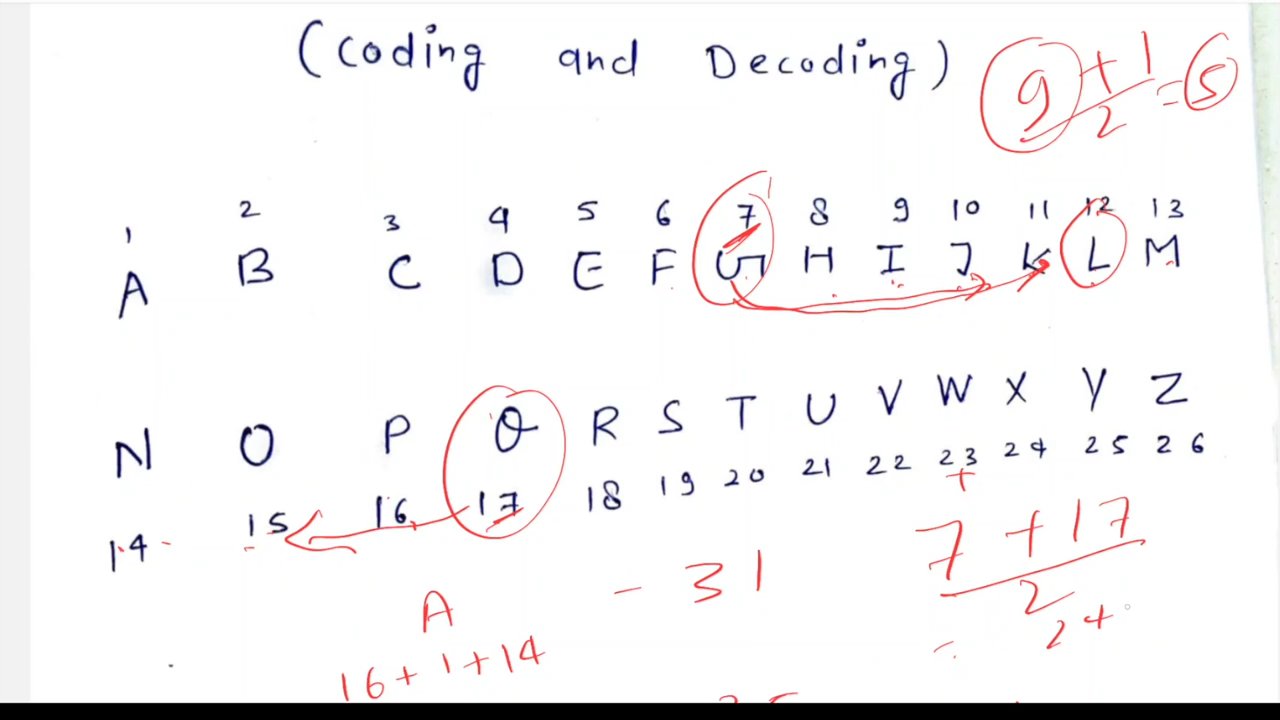 (Coding and Decoding)
9 + 1
2
= 5
1 2 3 4 5 6 7 8 9 10 11 12 13
A B C D E F G H I J K L M
N O P Q R S T U V W X Y Z
14 15 16 17 18 19 20 21 22 23 24 25 26
7 + 17
2
= 24
A - 31
16 + 1 + 14